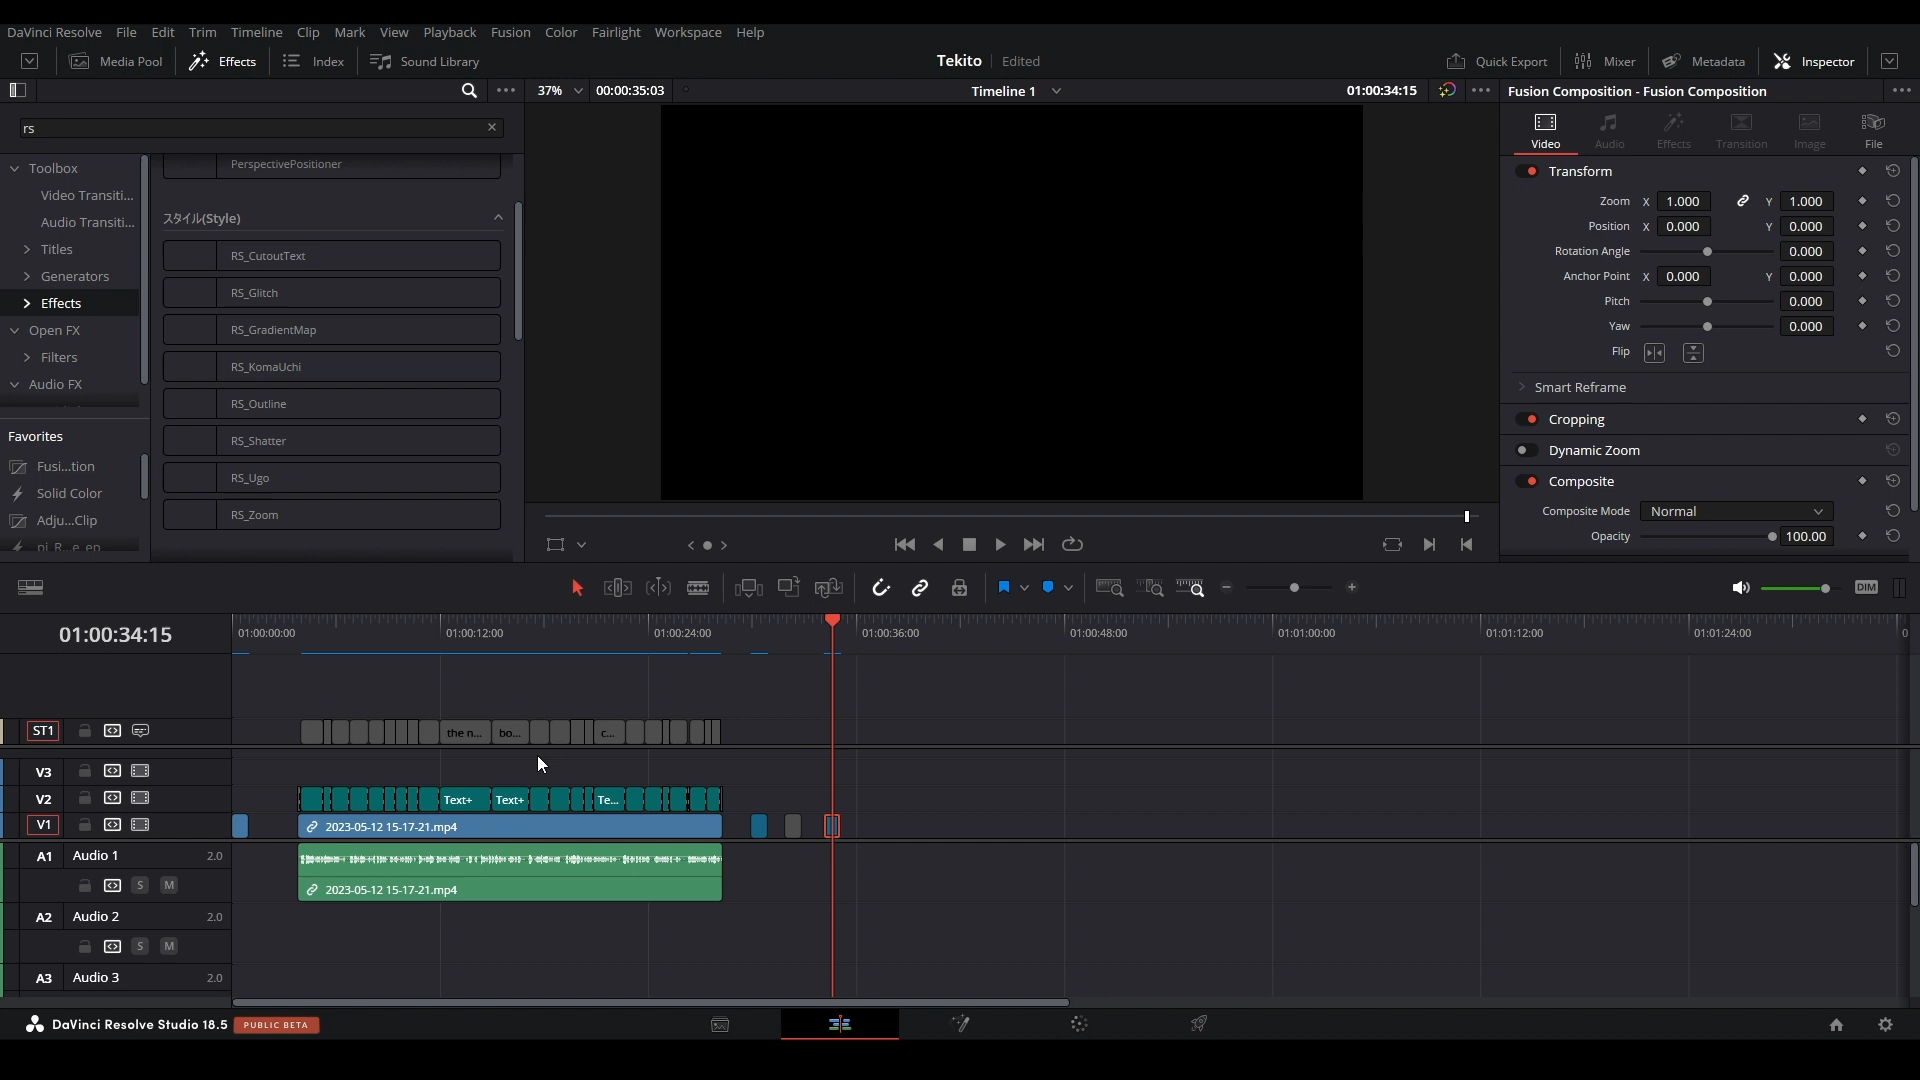 DaVinci Resolve File Edit Trim Timeline Clip Mark View Playback Fusion Color Fairlight Workspace Help
Media Pool Effects Index Sound Library Tekito Edited Quick Export Mixer Metadata Inspector
37% 00:00:35:03 Timeline 1 01:00:34:15 Fusion Composition - Fusion Composition
rs
Video Audio Effects Transition Image File
Toolbox
Video Transiti...
Audio Transiti...
Titles
Generators
Effects
Open FX
Filters
Audio FX
Favorites
Fusi...tion
Solid Color
Adju...Clip
PerspectivePositioner
スタイル(Style)
RS_CutoutText
RS_Glitch
RS_GradientMap
RS_KomaUchi
RS_Outline
RS_Shatter
RS_Ugo
RS_Zoom
Transform
Zoom X 1.000 Y 1.000
Position X 0.000 Y 0.000
Rotation Angle 0.000
Anchor Point X 0.000 Y 0.000
Pitch 0.000
Yaw 0.000
Flip
Smart Reframe
Cropping
Dynamic Zoom
Composite
Composite Mode Normal
Opacity 100.00
DIM
01:00:34:15
01:00:00:00 01:00:12:00 01:00:24:00 01:00:36:00 01:00:48:00 01:01:00:00 01:01:12:00 01:01:24:00 0
ST1 the n... bo... c...
V3
V2 Text+ Text+ Te...
V1 2023-05-12 15-17-21.mp4
A1 Audio 1 2.0
S M 2023-05-12 15-17-21.mp4
A2 Audio 2 2.0
S M
A3 Audio 3 2.0
DaVinci Resolve Studio 18.5 PUBLIC BETA